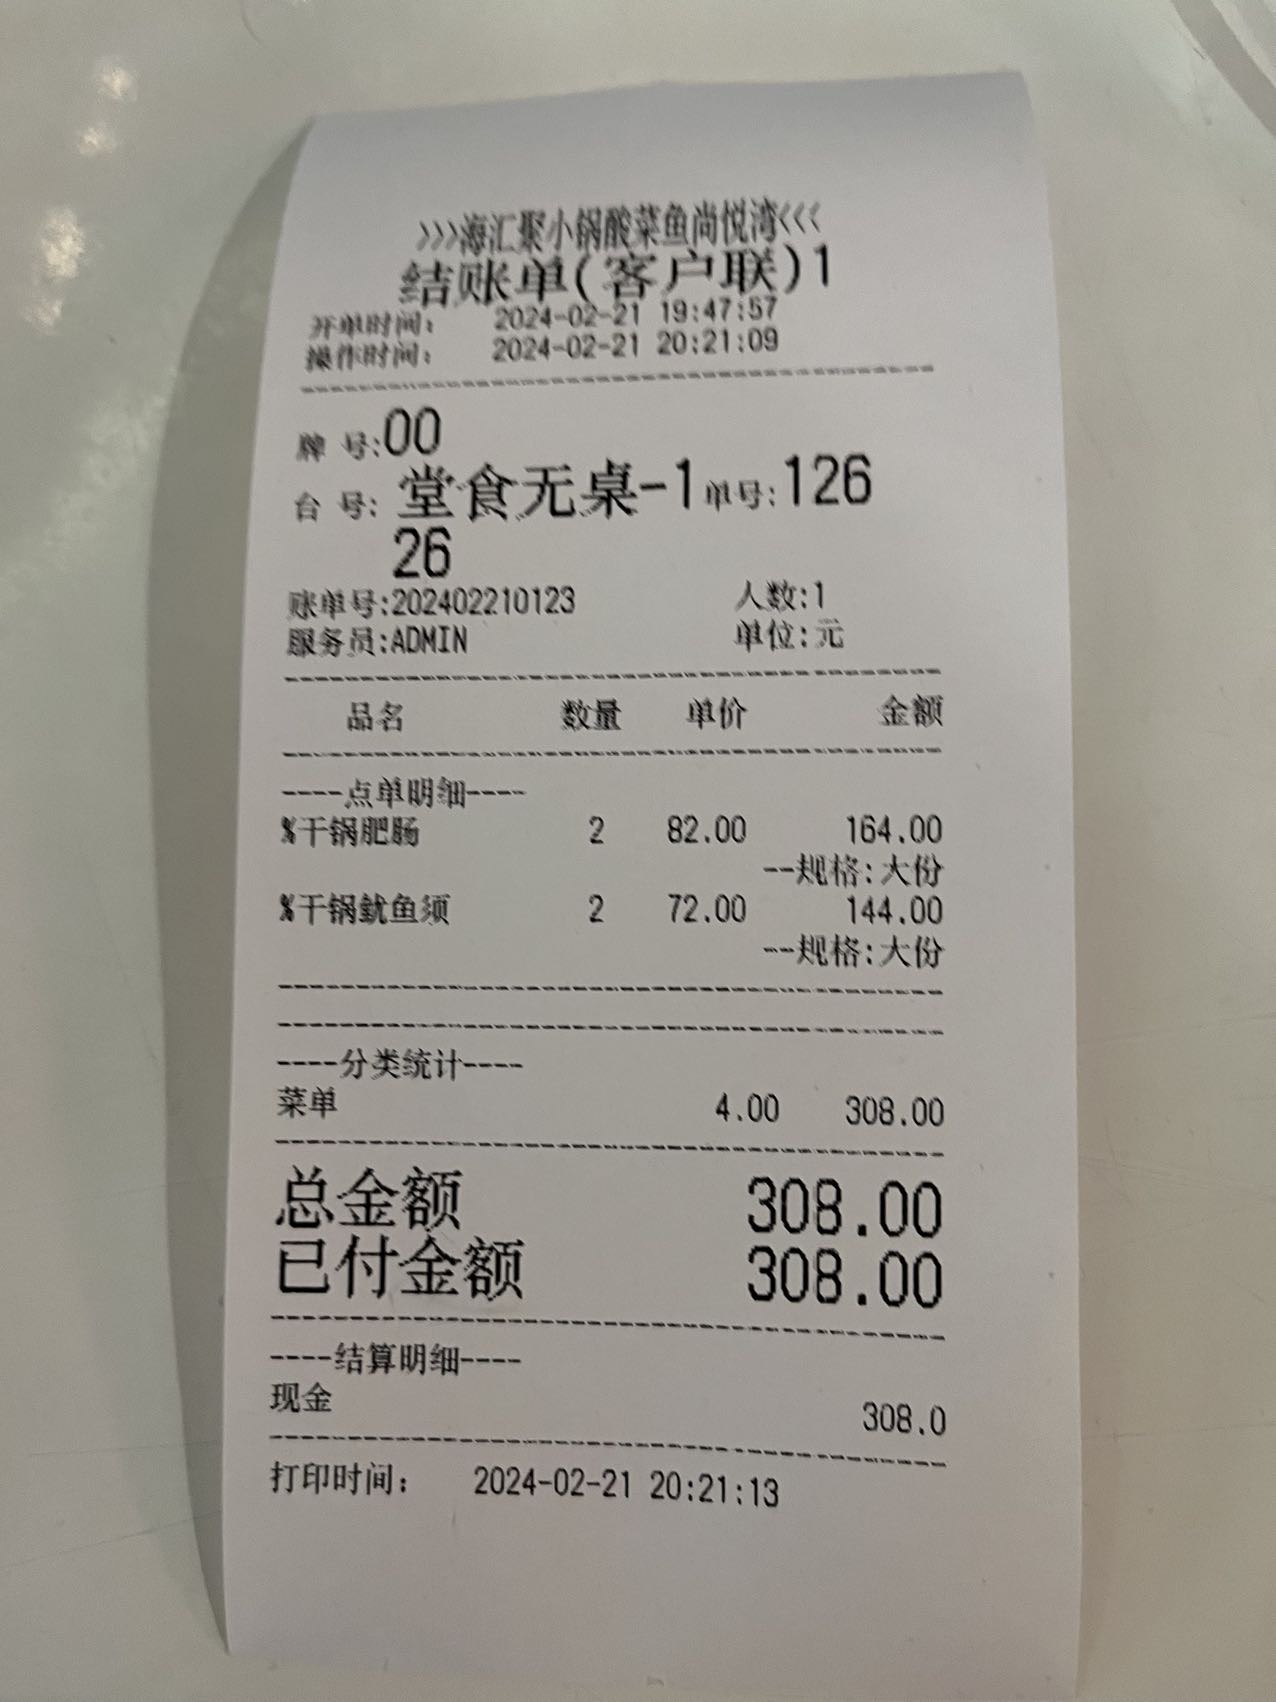 >>>海汇聚小锅酸菜鱼尚悦湾<<<
结账单(客户联)1
开单时间: 2024-02-21 19:47:57
操作时间: 2024-02-21 20:21:09
牌 号:00
台 号: 堂食无桌-1单号:126
26
账单号:202402210123 人数:1
服务员:ADMIN 单位:元
品名 数量 单价 金额
----点单明细----
%干锅肥肠 2 82.00 164.00
--规格:大份
%干锅鱿鱼须 2 72.00 144.00
--规格:大份
----分类统计----
菜单 4.00 308.00
总金额 308.00
已付金额 308.00
----结算明细----
现金 308.0
打印时间: 2024-02-21 20:21:13